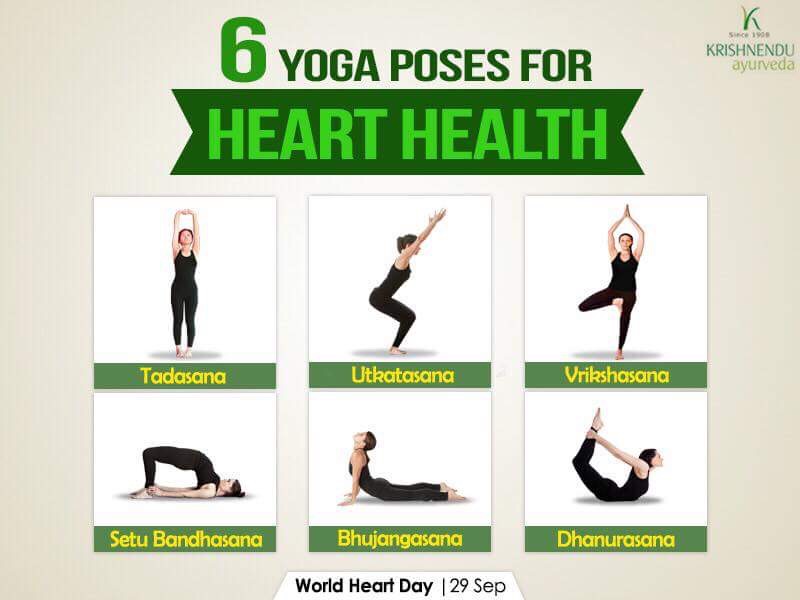 6 YOGA POSES FOR
HEART HEALTH
Since 1908
KRISHNENDU
ayurveda
Tadasana
Utkatasana
Vrikshasana
Setu Bandhasana
Bhujangasana
Dhanurasana
World Heart Day | 29 Sep